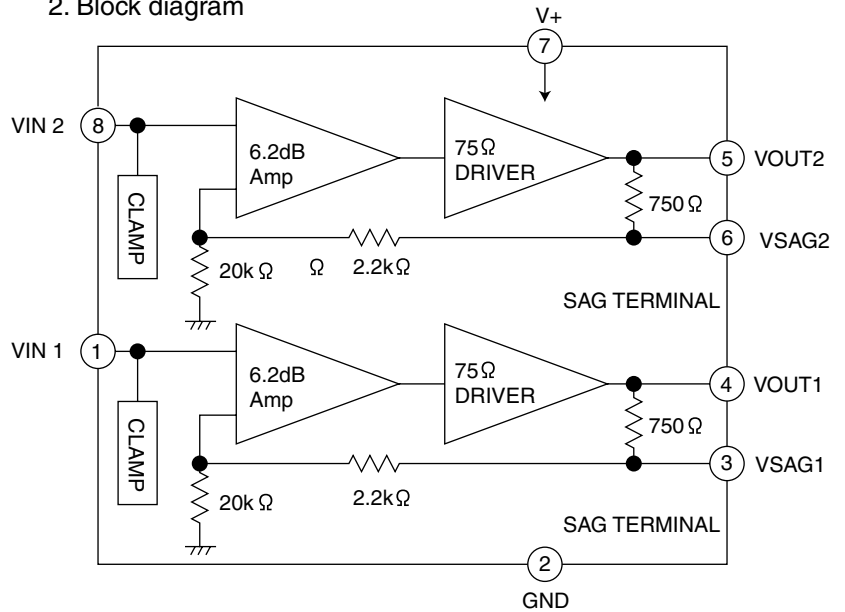 2. Block diagram
V+
7
VIN 2
8
6.2dB
Amp
75Ω
DRIVER
5
VOUT2
CLAMP
750Ω
6
VSAG2
20kΩ
Ω
2.2kΩ
SAG TERMINAL
VIN 1
1
6.2dB
Amp
75Ω
DRIVER
4
VOUT1
CLAMP
750Ω
3
VSAG1
20kΩ
2.2kΩ
SAG TERMINAL
2
GND